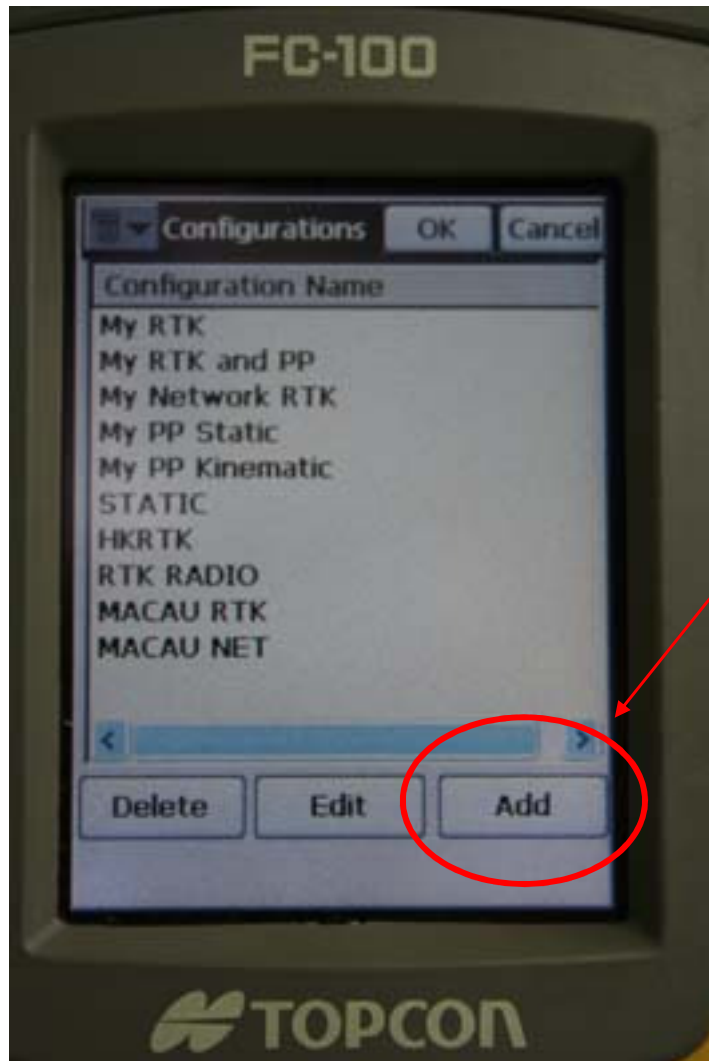 FC-100
Configurations OK Cancel
Configuration Name
My RTK
My RTK and PP
My Network RTK
My PP Static
My PP Kinematic
STATIC
HKRTK
RTK RADIO
MACAU RTK
MACAU NET
Delete Edit Add
TOPCON